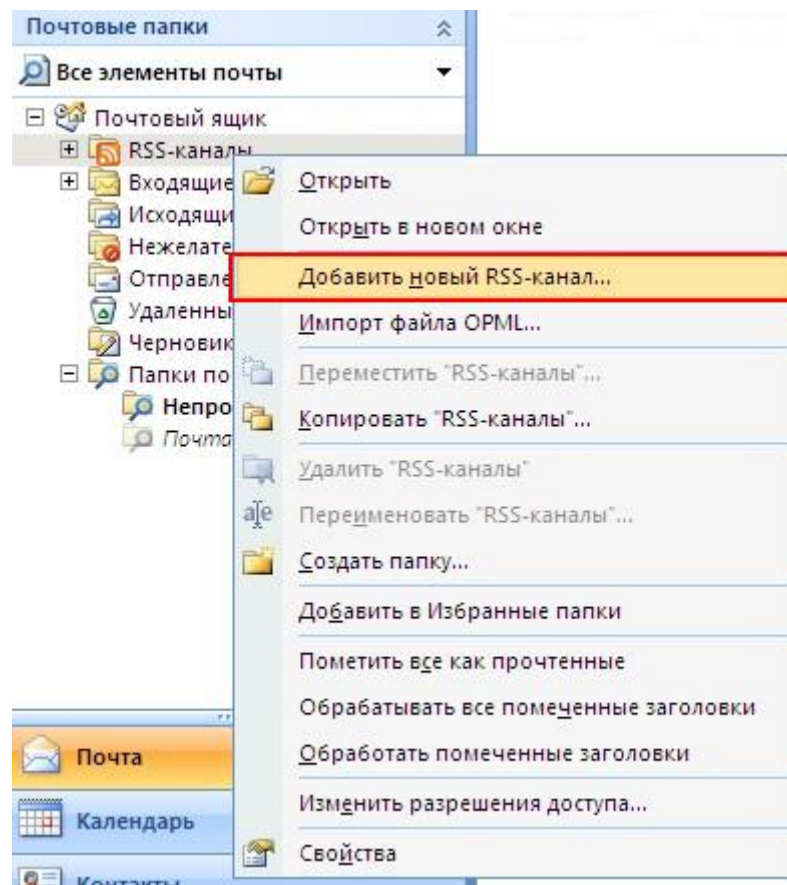 Почтовые папки
Все элементы почты
Почтовый ящик
RSS-каналы
Входящие
Исходящи
Нежелате
Отправле
Удаленны
Черновик
Папки по
Непро
Почта
Открыть
Открыть в новом окне
Добавить новый RSS-канал...
Импорт файла OPML...
Переместить "RSS-каналы"...
Копировать "RSS-каналы"...
Удалить "RSS-каналы"
Переименовать "RSS-каналы"...
Создать папку...
Добавить в Избранные папки
Пометить все как прочтенные
Обрабатывать все помеченные заголовки
Обработать помеченные заголовки
Изменить разрешения доступа...
Свойства
Почта
Календарь
Контакты